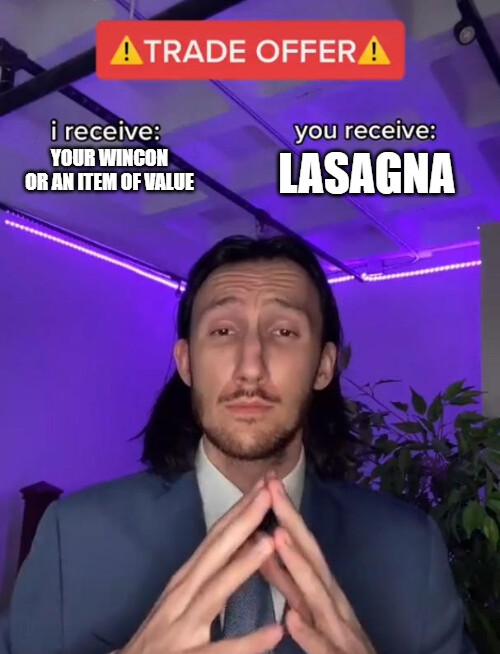 ⚠TRADE OFFER⚠
i receive:
YOUR WINCON
OR AN ITEM OF VALUE
you receive:
LASAGNA